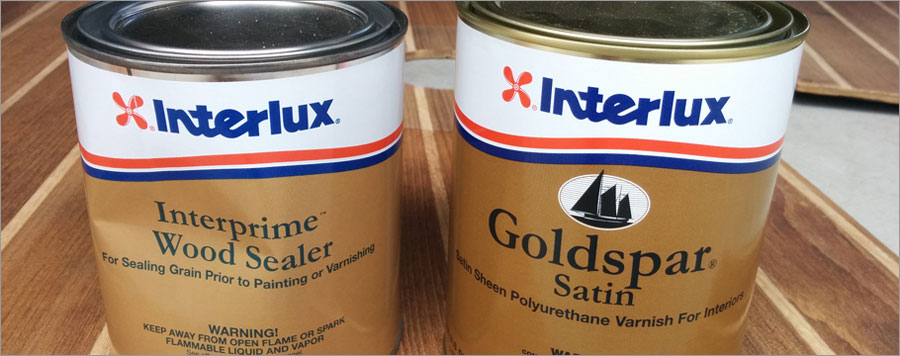 Interlux®
Interprime™
Wood Sealer
For Sealing Grain Prior to Painting or Varnishing
WARNING!
KEEP AWAY FROM OPEN FLAME OR SPARK
FLAMMABLE LIQUID AND VAPOR
Interlux®
Goldspar®
Satin
Satin Sheen Polyurethane Varnish For Interiors